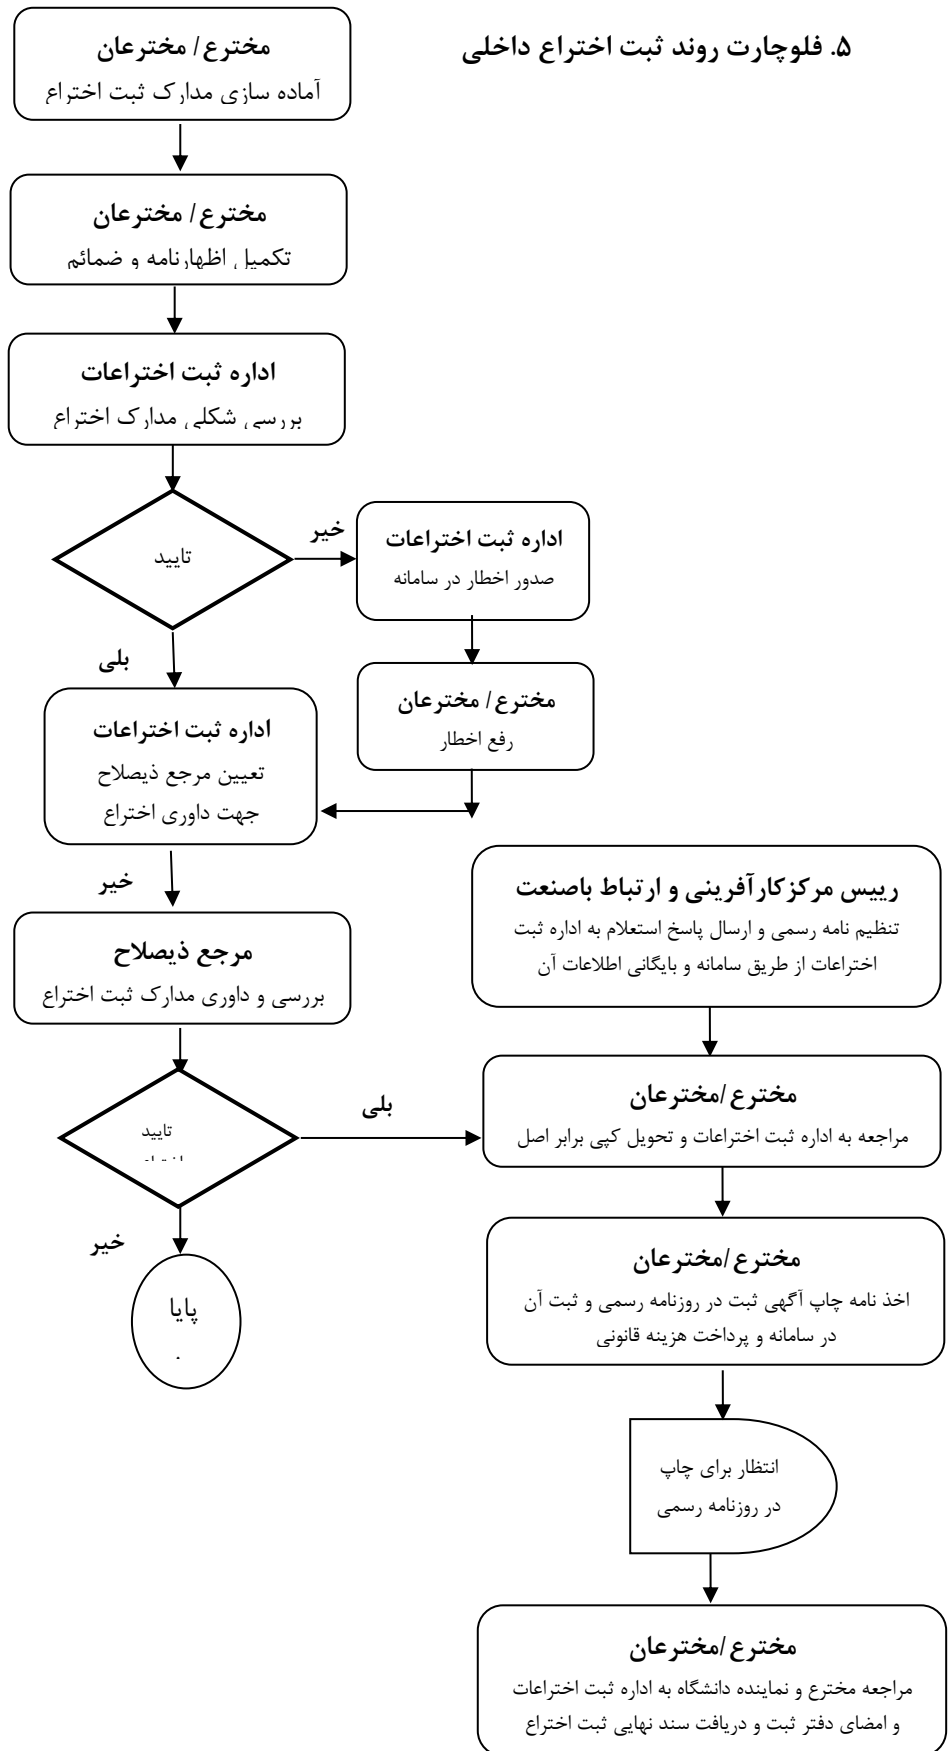 ۵. فلوچارت روند ثبت اختراع داخلی
مخترع/ مخترعان
آماده سازی مدارک ثبت اختراع
مخترع/ مخترعان
تکمیل اظهارنامه و ضمائم
اداره ثبت اختراعات
بررسی شکلی مدارک اختراع
تایید
خیر
اداره ثبت اختراعات
صدور اخطار در سامانه
مخترع/ مخترعان
رفع اخطار
بلی
اداره ثبت اختراعات
تعیین مرجع ذیصلاح
جهت داوری اختراع
خیر
مرجع ذیصلاح
بررسی و داوری مدارک ثبت اختراع
تایید
خیر
پایا
بلی
رییس مرکزکارآفرینی و ارتباط باصنعت
تنظیم نامه رسمی و ارسال پاسخ استعلام به اداره ثبت
اختراعات از طریق سامانه و بایگانی اطلاعات آن
مخترع/مخترعان
مراجعه به اداره ثبت اختراعات و تحویل کپی برابر اصل
مخترع/مخترعان
اخذ نامه چاپ آگهی ثبت در روزنامه رسمی و ثبت آن
در سامانه و پرداخت هزینه قانونی
انتظار برای چاپ
در روزنامه رسمی
مخترع/مخترعان
مراجعه مخترع و نماینده دانشگاه به اداره ثبت اختراعات
و امضای دفتر ثبت و دریافت سند نهایی ثبت اختراع